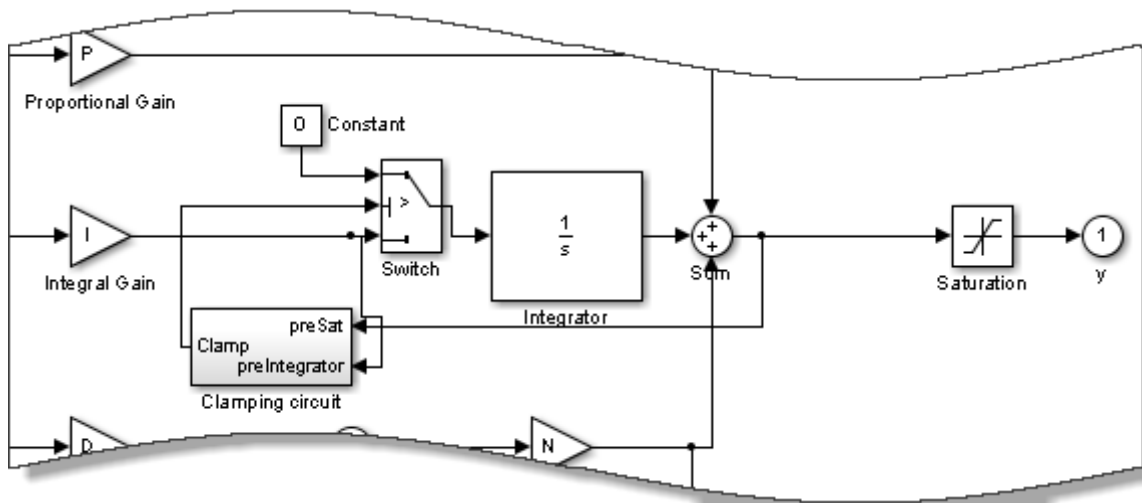 P
Proportional Gain
0 Constant
>
I
Integral Gain
Switch
1
s
Integrator
+
+
+
Sum
Saturation
1
y
preSat
Clamp
preIntegrator
Clamping circuit
D
N